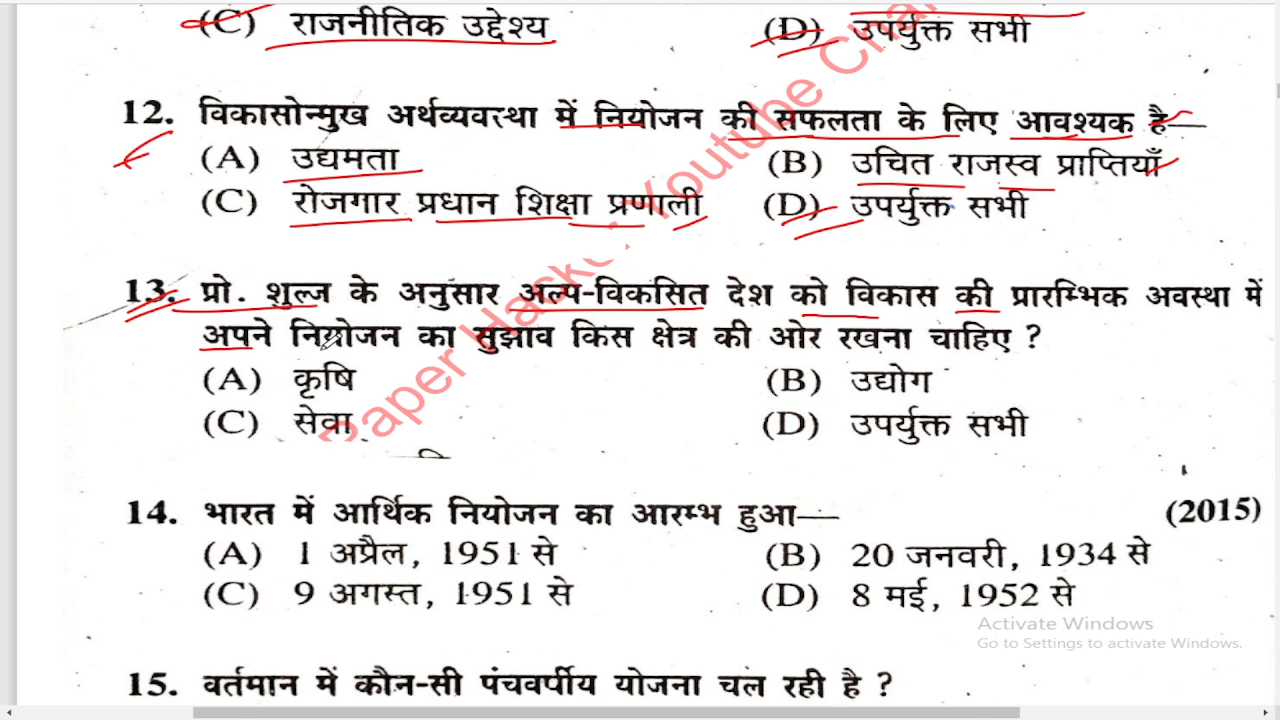 (C) राजनीतिक उद्देश्य (D) उपर्युक्त सभी
12. विकासोन्मुख अर्थव्यवस्था में नियोजन की सफलता के लिए आवश्यक है—
(A) उद्यमता (B) उचित राजस्व प्राप्तियाँ
(C) रोजगार प्रधान शिक्षा प्रणाली (D) उपर्युक्त सभी
13. प्रो. शुल्ज के अनुसार अल्प-विकसित देश को विकास की प्रारम्भिक अवस्था में
अपने नियोजन का सुझाव किस क्षेत्र की ओर रखना चाहिए ?
(A) कृषि (B) उद्योग
(C) सेवा (D) उपर्युक्त सभी
14. भारत में आर्थिक नियोजन का आरम्भ हुआ— (2015)
(A) 1 अप्रैल, 1951 से (B) 20 जनवरी, 1934 से
(C) 9 अगस्त, 1951 से (D) 8 मई, 1952 से
15. वर्तमान में कौन-सी पंचवर्षीय योजना चल रही है ?
Paper Hacker Youtube
Activate Windows
Go to Settings to activate Windows.